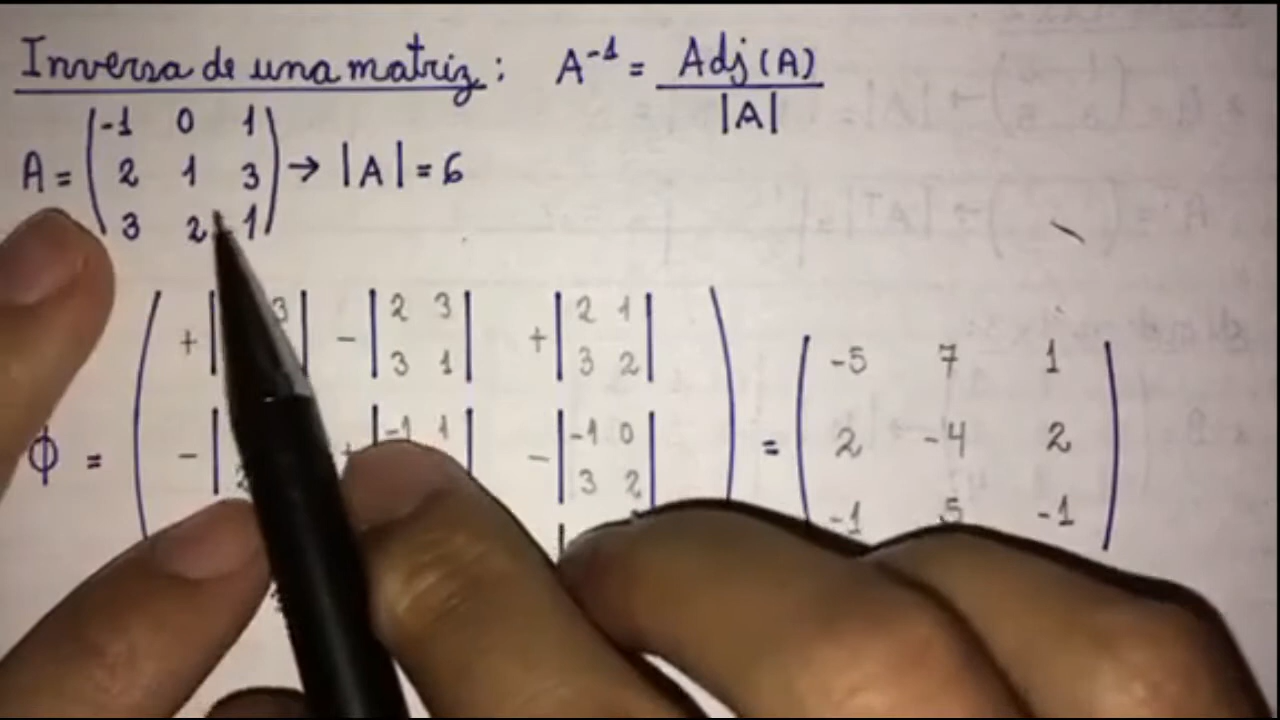 Inversa de una matriz: A⁻¹ = Adj(A) / |A|
-1 0 1
A = 2 1 3 → |A| = 6
3 2 1
+ | 3 | - | 2 3 | + | 2 1 |
3 1 | 3 2 | -5 7 1
- | -1 1 | - | -1 0 |
ϕ = = 2 -4 2
2 | 3 2 |
-1 5 -1